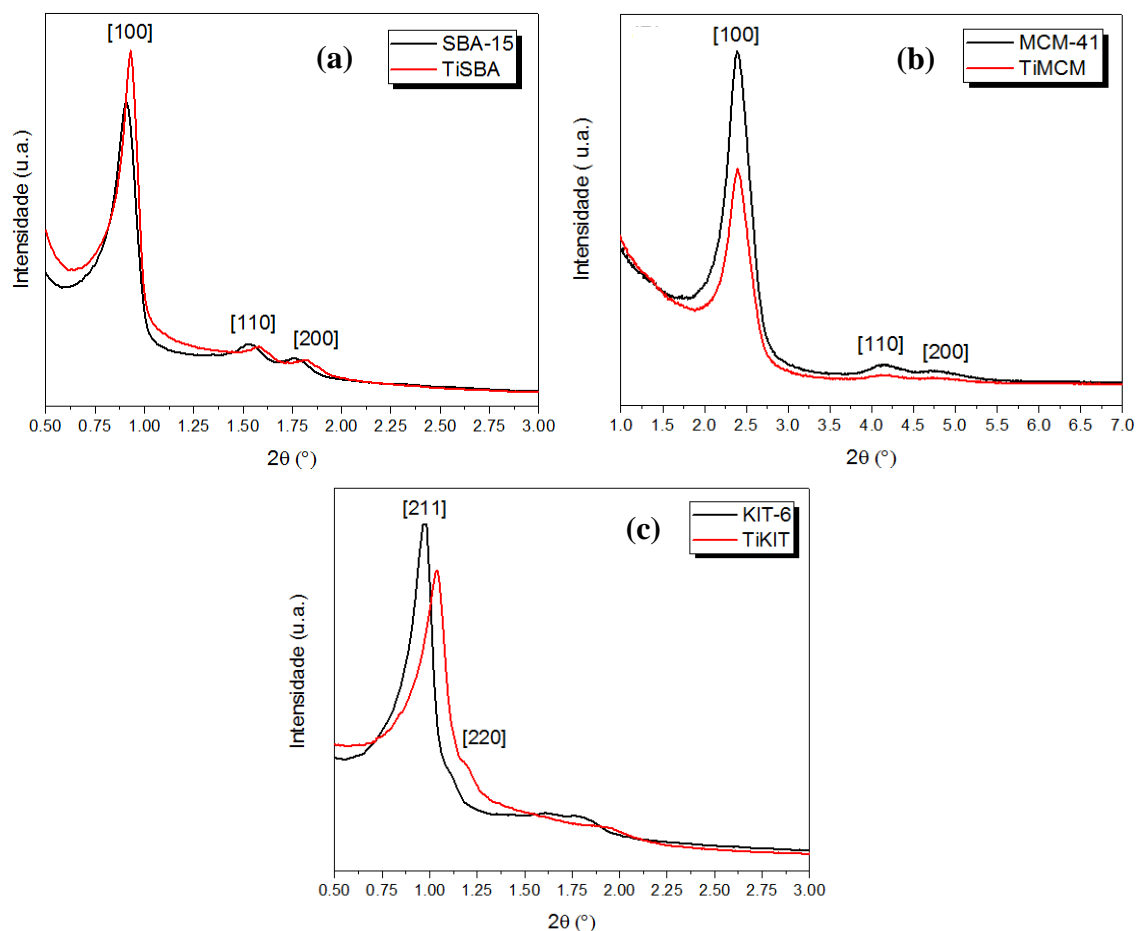 [100]
(a)
SBA-15
TiSBA
[110]
[200]
Intensidade (u.a.)
0.50 0.75 1.00 1.25 1.50 1.75 2.00 2.25 2.50 2.75 3.00
2θ (°)
[100]
(b)
MCM-41
TiMCM
[110]
[200]
Intensidade ( u.a.)
1.0 1.5 2.0 2.5 3.0 3.5 4.0 4.5 5.0 5.5 6.0 6.5 7.0
2θ (°)
[211]
(c)
KIT-6
TiKIT
[220]
Intensidade (u.a.)
0.50 0.75 1.00 1.25 1.50 1.75 2.00 2.25 2.50 2.75 3.00
2θ (°)